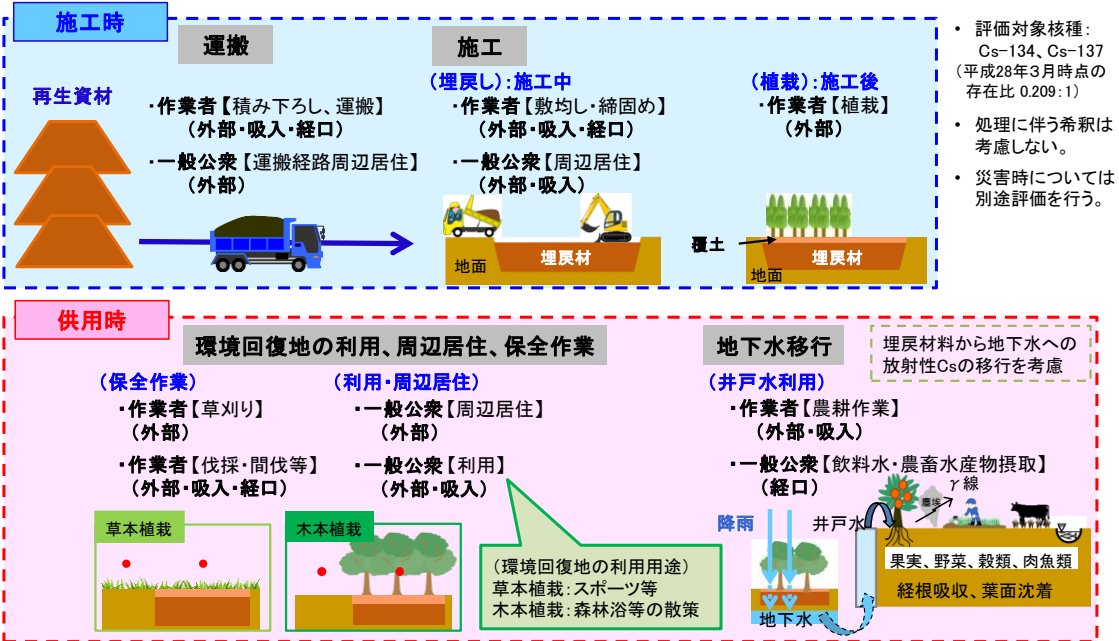 施工時
運搬
再生資材
・作業者【積み下ろし、運搬】
(外部・吸入・経口)
・一般公衆【運搬経路周辺居住】
(外部)
施工
(埋戻し):施工中
・作業者【敷均し・締固め】
(外部・吸入・経口)
・一般公衆【周辺居住】
(外部・吸入)
地面
埋戻材
(植栽):施工後
・作業者【植栽】
(外部)
覆土
埋戻材
地面
• 評価対象核種:
Cs-134、Cs-137
(平成28年3月時点の
存在比 0.209:1)
• 処理に伴う希釈は
考慮しない。
• 災害時については
別途評価を行う。
供用時
環境回復地の利用、周辺居住、保全作業
(保全作業)
・作業者【草刈り】
(外部)
・作業者【伐採・間伐等】
(外部・吸入・経口)
(利用・周辺居住)
・一般公衆【周辺居住】
(外部)
・一般公衆【利用】
(外部・吸入)
草本植栽
木本植栽
(環境回復地の利用用途)
草本植栽:スポーツ等
木本植栽:森林浴等の散策
地下水移行
埋戻材料から地下水への
放射性Csの移行を考慮
(井戸水利用)
・作業者【農耕作業】
(外部・吸入)
・一般公衆【飲料水・農畜水産物摂取】
(経口)
降雨
井戸水
塵埃
γ線
果実、野菜、穀類、肉魚類
経根吸収、葉面沈着
地下水